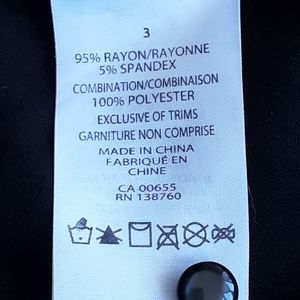 3
95% RAYON/RAYONNE
5% SPANDEX
COMBINATION/COMBINAISON
100% POLYESTER
EXCLUSIVE OF TRIMS
GARNITURE NON COMPRISE
MADE IN CHINA
FABRIQUÉ EN
CHINE
CA 00655
RN 138760